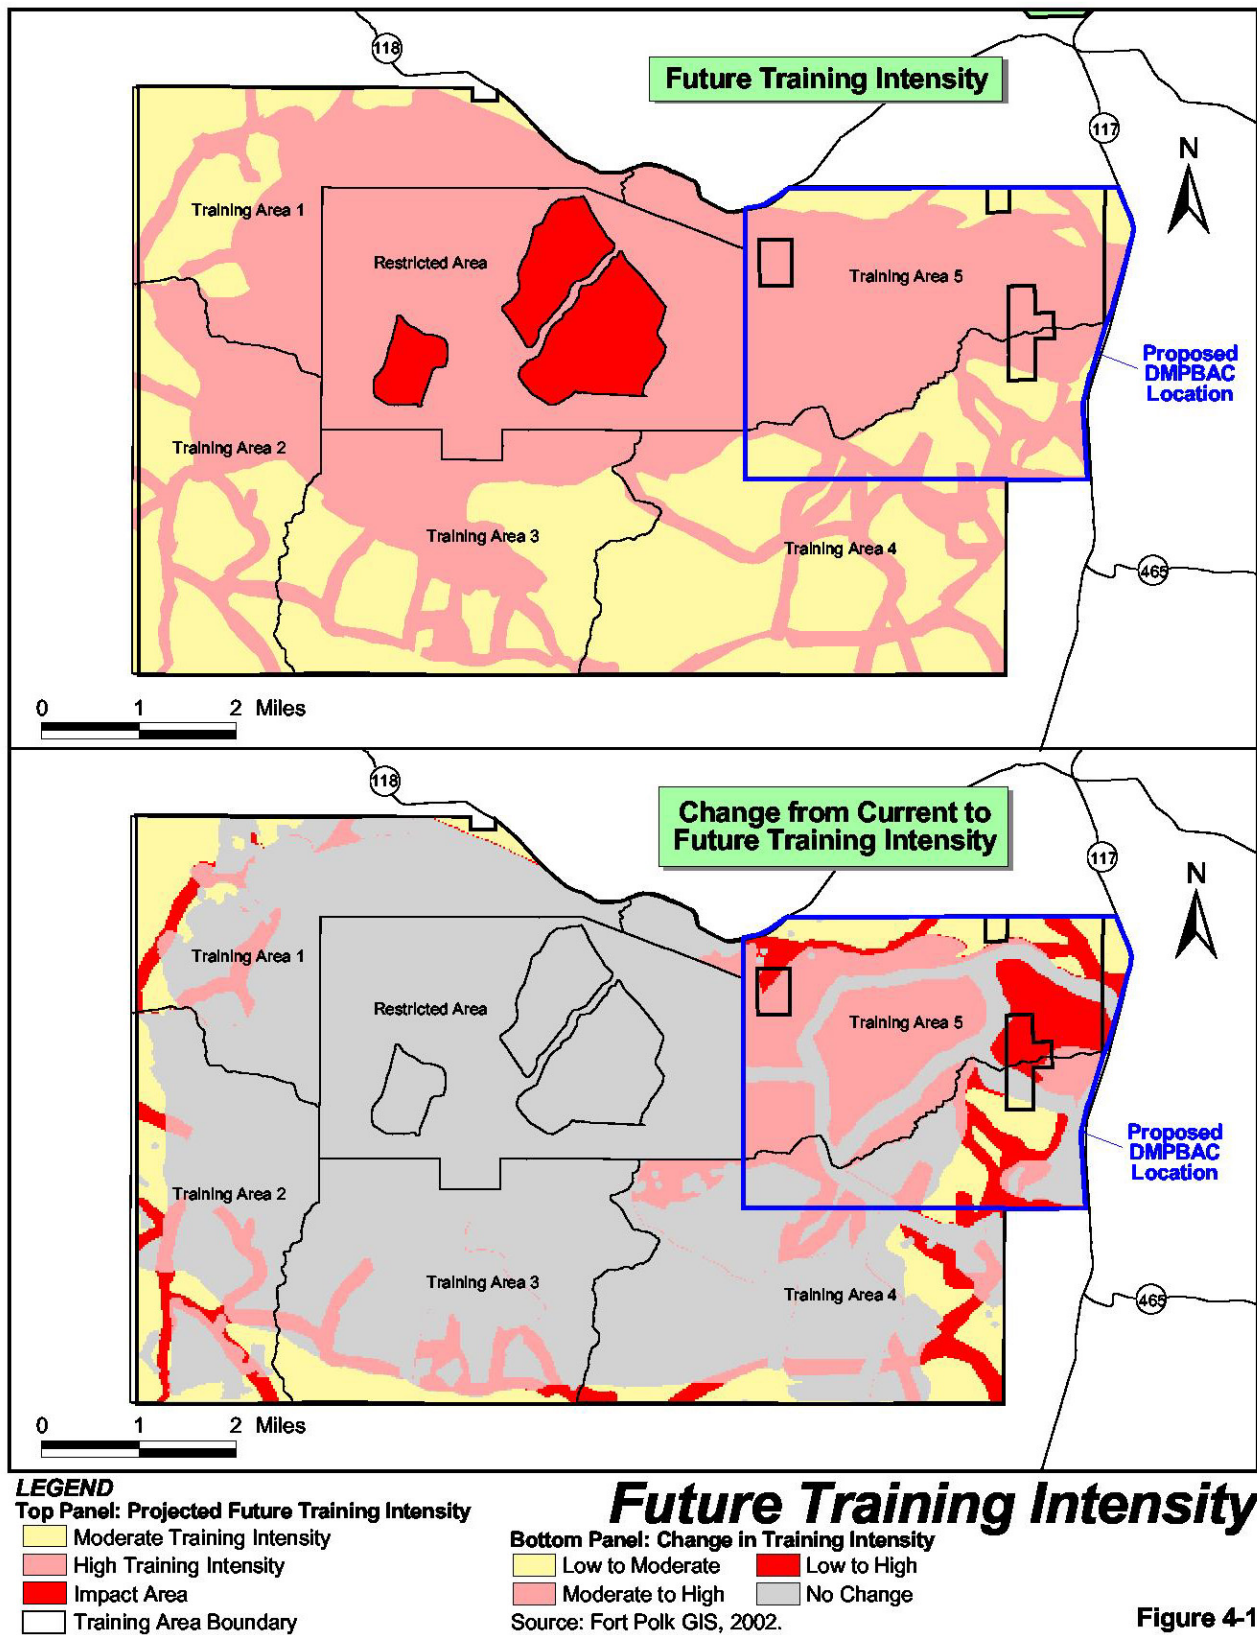 118
Future Training Intensity
117
N
Training Area 1
Restricted Area
Training Area 5
Proposed
DMPBAC
Location
Training Area 2
Training Area 3
Training Area 4
465
0 1 2 Miles
118
Change from Current to
Future Training Intensity
117
N
Training Area 1
Restricted Area
Training Area 5
Proposed
DMPBAC
Location
Training Area 2
Training Area 3
Training Area 4
465
0 1 2 Miles
LEGEND
Top Panel: Projected Future Training Intensity
Moderate Training Intensity
High Training Intensity
Impact Area
Training Area Boundary
Future Training Intensity
Bottom Panel: Change in Training Intensity
Low to Moderate
Low to High
Moderate to High
No Change
Source: Fort Polk GIS, 2002.
Figure 4-1